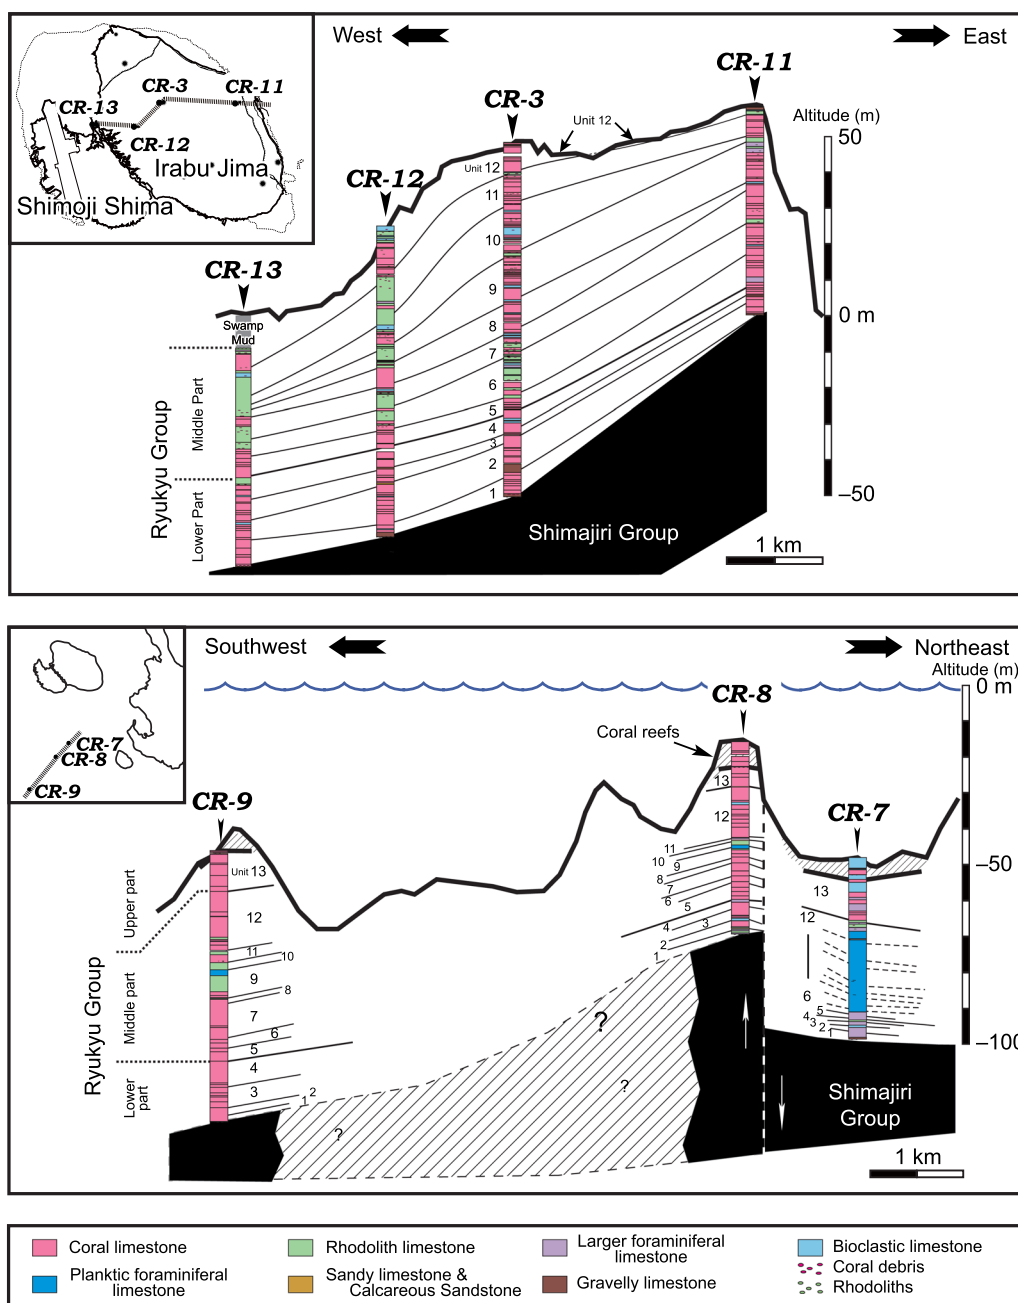 West
East
CR-11
CR-3
Altitude (m)
50
CR-3
CR-11
CR-13
CR-12
Irabu Jima
Shimoji Shima
Unit 12
CR-12
Unit 12
11
10
9
8
7
6
5
4
3
2
1
CR-13
Swamp
Mud
0 m
Ryukyu Group
Middle Part
Lower Part
Shimajiri Group
–50
1 km
Southwest
Northeast
Altitude (m)
0 m
CR-7
CR-8
CR-9
CR-8
Coral reefs
13
12
11
10
9
8
7
6
5
4
3
2
1
CR-9
Unit 13
12
11
10
9
8
7
6
5
4
3
2
1
CR-7
–50
13
12
6
5
4
3
2
1
Ryukyu Group
Upper part
Middle part
Lower
part
?
?
?
–100
Shimajiri
Group
1 km
Coral limestone
Rhodolith limestone
Larger foraminiferal
limestone
Bioclastic limestone
Planktic foraminiferal
limestone
Sandy limestone &
Calcareous Sandstone
Gravelly limestone
Coral debris
Rhodoliths